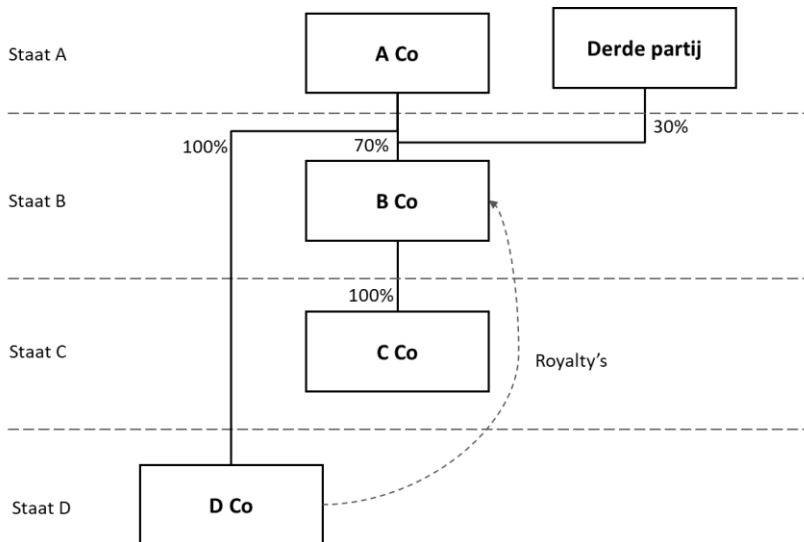 Staat A
A Co
Derde partij
100%
70%
30%
Staat B
B Co
100%
Staat C
C Co
Royalty's
Staat D
D Co